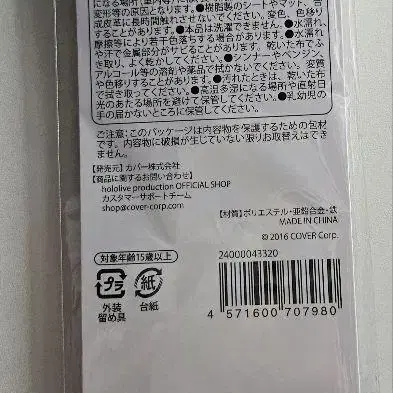 になる場所(車内等)に
変形等の原因となります。●樹脂製のシートやマット、合
成皮革に長時間触れさせないでください。変色、色移り
することがあります。●本品は洗濯できません。●水濡れ、
摩擦等により若干色落ちする場合があります。●水濡れ
や汗で金属部分がサビることがあります。乾いた布でふ
き取り、よく乾かしてください。●シンナーやベンジン、
アルコール等の溶剤や薬品で拭かないでください。変質
や色移りすることがあります。●汚れたときは、乾いた布
で拭き取ってください。●高温多湿になる場所や直射日
光のあたる場所を避けて保管してください。●乳幼児の
手の届かないところに保管してください。
ご注意:このパッケージは内容物を保護するための包材
です。内容物に破損が生じていない限りお取替えはでき
ません。
【発売元】カバー株式会社
【商品に関するお問い合わせ】
hololive production OFFICIAL SHOP
カスタマーサポートチーム
shop@cover-corp.com
【材質】ポリエステル・亜鉛合金・鉄
MADE IN CHINA
© 2016 COVER Corp.
対象年齢15歳以上
24000043320
プラ
紙
外装
留め具
台紙
4 571600 707980